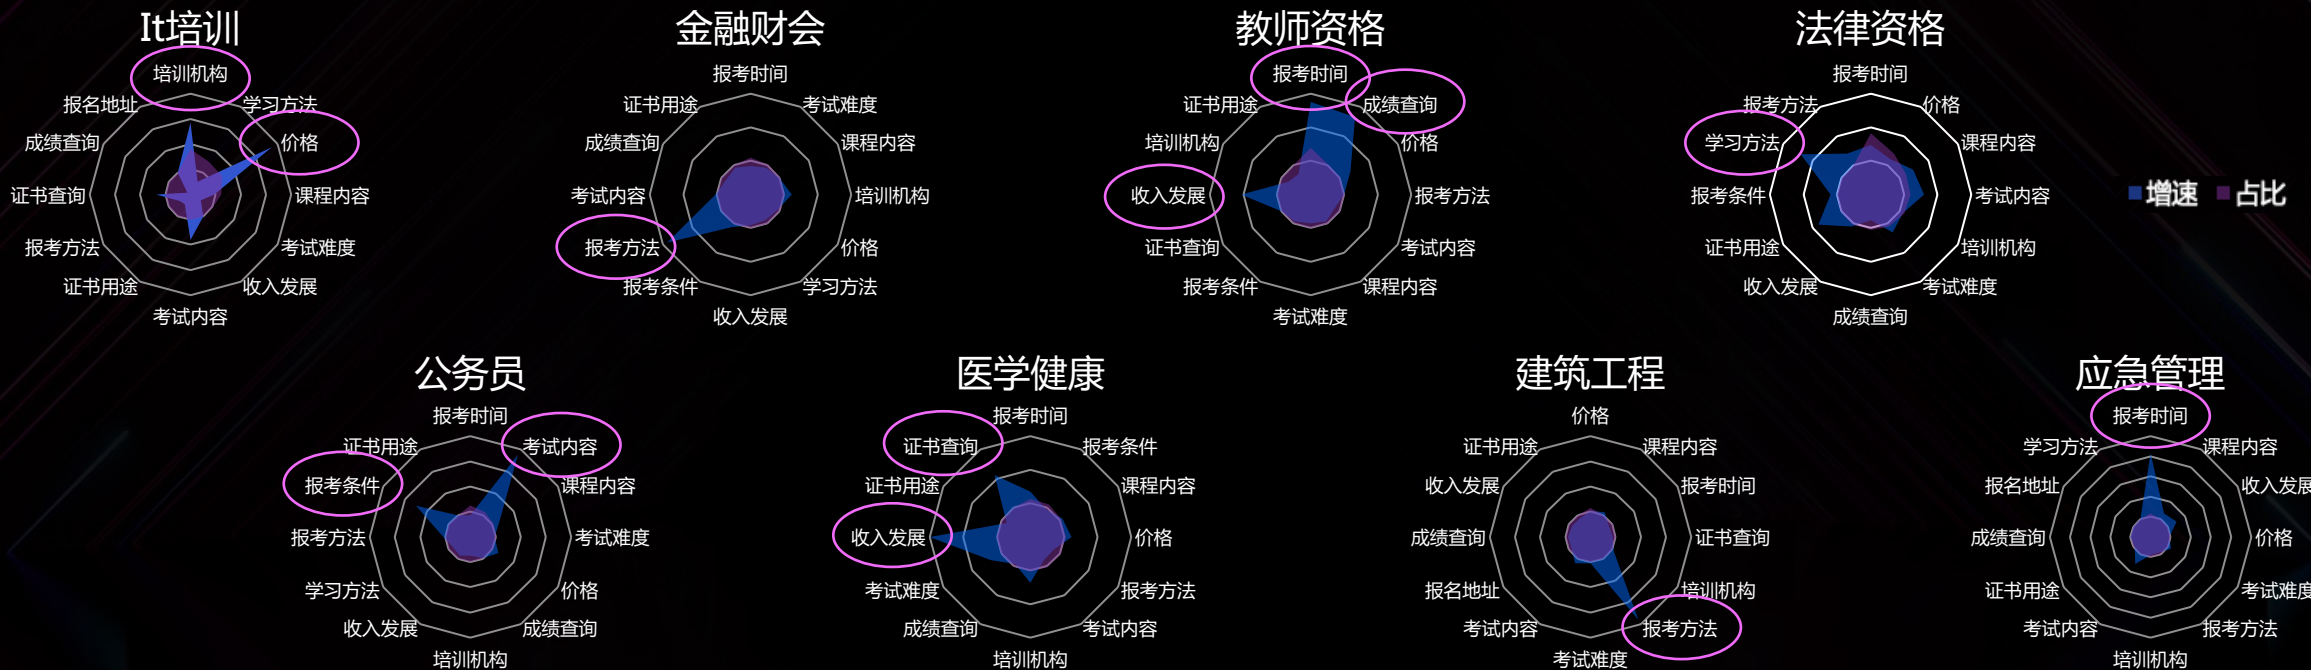 It培训
金融财会
教师资格
法律资格
培训机构
报名地址
学习方法
成绩查询
价格
证书查询
课程内容
报考方法
考试难度
证书用途
收入发展
考试内容
报考时间
证书用途
考试难度
成绩查询
课程内容
考试内容
培训机构
报考方法
价格
报考条件
学习方法
收入发展
报考时间
证书用途
成绩查询
培训机构
价格
收入发展
报考方法
证书查询
考试内容
报考条件
课程内容
考试难度
报考时间
报考方法
价格
学习方法
课程内容
报考条件
考试内容
证书用途
培训机构
收入发展
考试难度
成绩查询
增速
占比
公务员
医学健康
建筑工程
应急管理
报考时间
证书用途
考试内容
报考条件
课程内容
报考方法
考试难度
学习方法
价格
收入发展
成绩查询
培训机构
报考时间
证书查询
报考条件
证书用途
课程内容
收入发展
价格
考试难度
报考方法
成绩查询
考试内容
培训机构
价格
证书用途
课程内容
收入发展
报考时间
成绩查询
证书查询
报名地址
培训机构
考试内容
报考方法
考试难度
报考时间
学习方法
课程内容
报名地址
收入发展
成绩查询
价格
证书用途
考试难度
考试内容
报考方法
培训机构